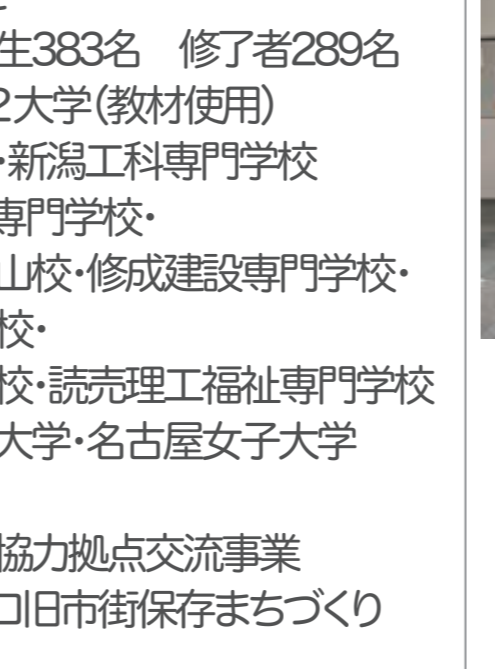 生383名　修了者289名
2大学（教材使用）
・新潟工科専門学校
専門学校・
山校・修成建設専門学校・
校・
校・読売理工福祉専門学校
大学・名古屋女子大学
協力拠点交流事業
旧市街保存まちづくり